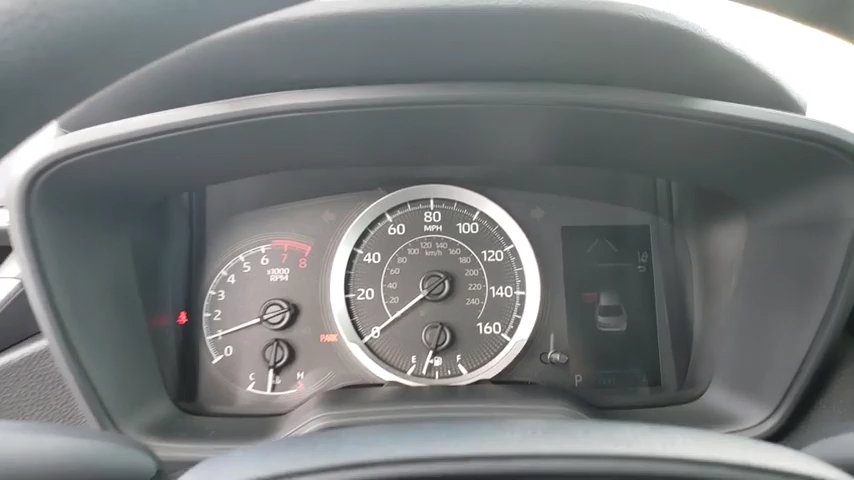 0 1 2 3 4 5 6 7 8
x1000
RPM
C H
PARK
0 20 40 60 80 100 120 140 160
MPH
20 40 60 80 100 120 140 160 180 200 220 240
km/h
E F
P